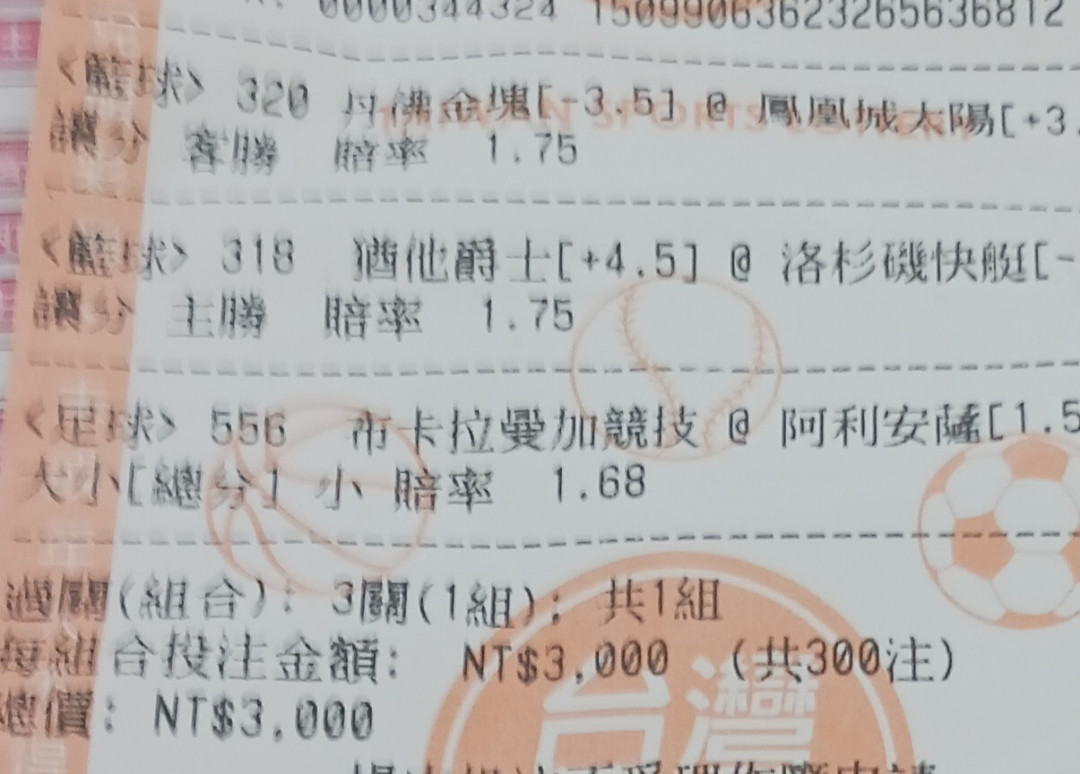 0000344324 15099063623265636812
<籃球> 320 丹佛金塊[-3.5] @ 鳳凰城太陽[+3.
讓分 客勝 賠率 1.75
<籃球> 318 猶他爵士[+4.5] @ 洛杉磯快艇[-
讓分 主勝 賠率 1.75
<足球> 556 布卡拉曼加競技 @ 阿利安薩[1.5
大小[總分] 小 賠率 1.68
過關(組合): 3關(1組); 共1組
每組合投注金額: NT$3,000 (共300注)
總價: NT$3,000
台灣